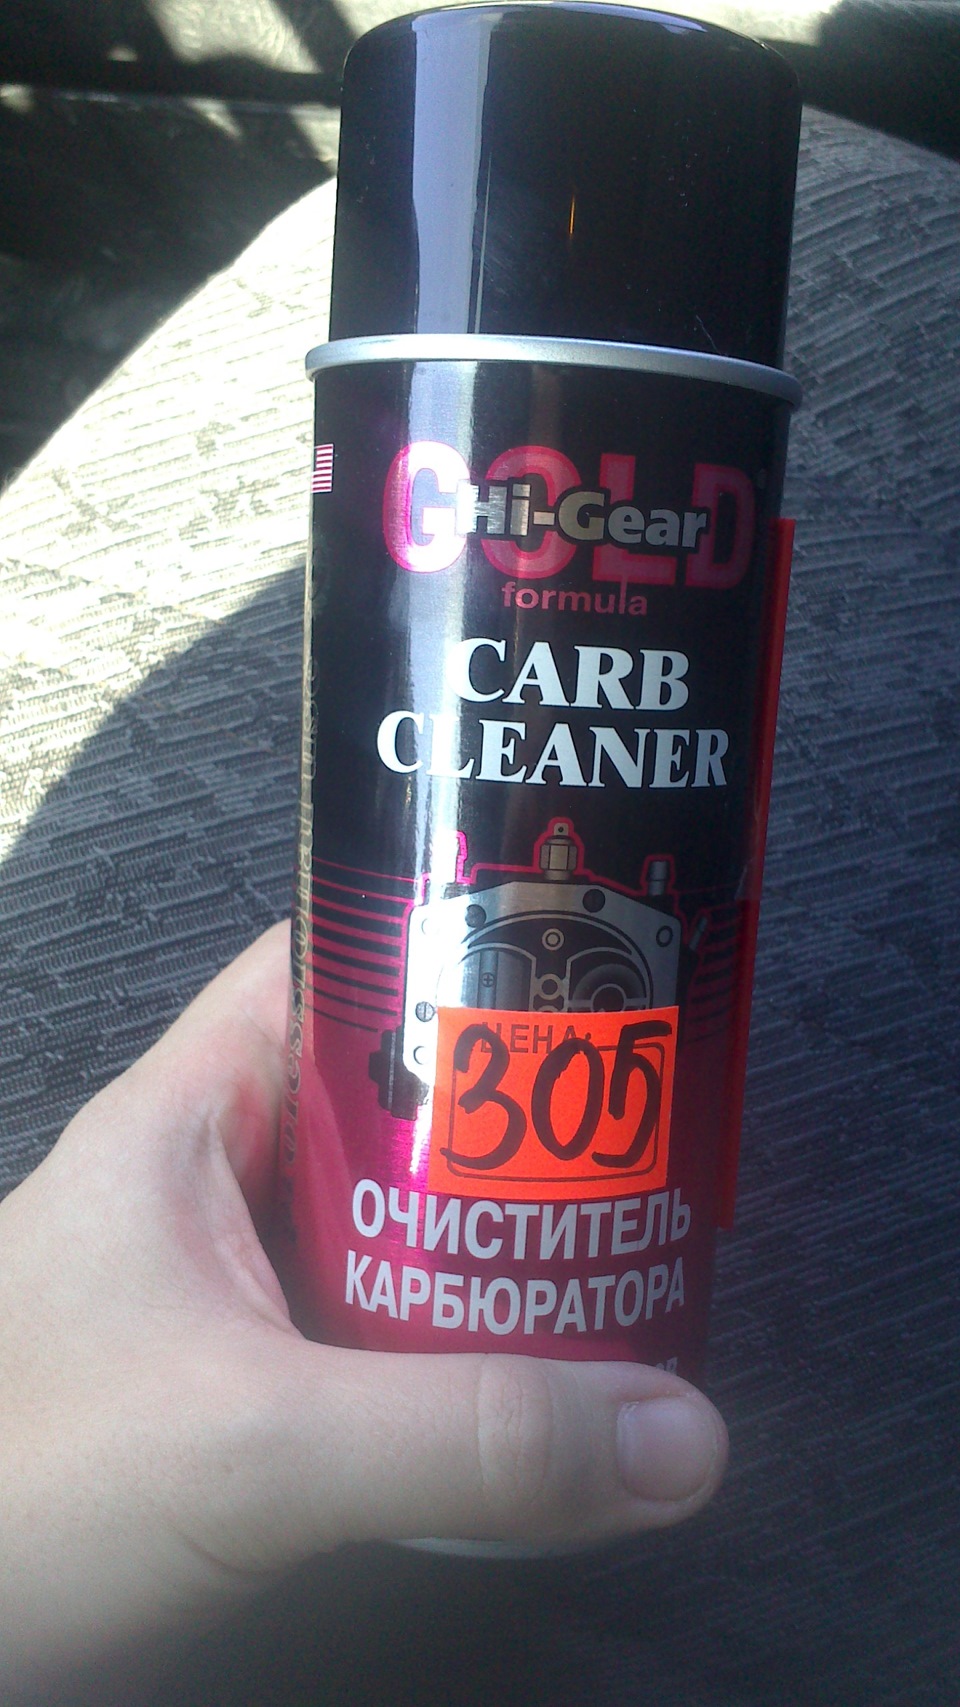 GOLD
Hi-Gear
formula
CARB
CLEANER
ЦЕНА:
305
ОЧИСТИТЕЛЬ
КАРБЮРАТОРА